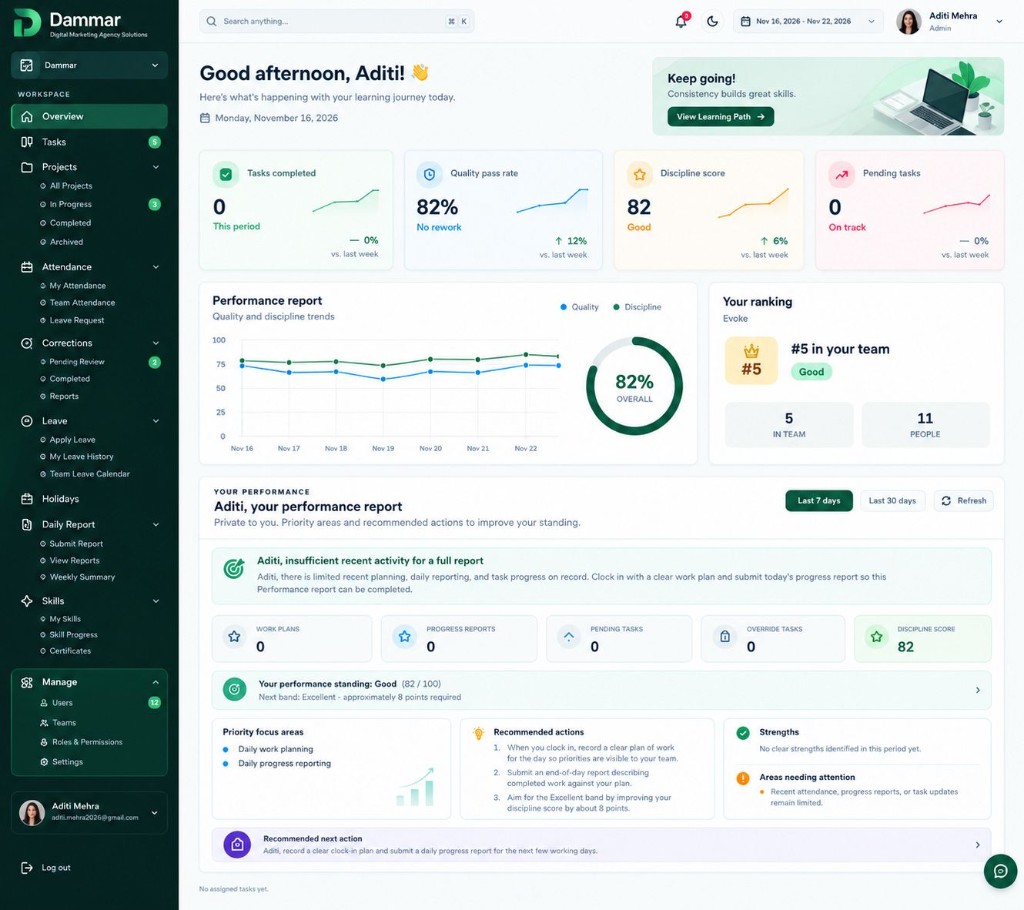 Dammar
Digital Marketing Agency Solutions
Dammar
WORKSPACE
Overview
Tasks 5
Projects
All Projects
In Progress 3
Completed
Archived
Attendance
My Attendance
Team Attendance
Leave Request
Corrections
Pending Review 2
Completed
Reports
Leave
Apply Leave
My Leave History
Team Leave Calendar
Holidays
Daily Report
Submit Report
View Reports
Weekly Summary
Skills
My Skills
Skill Progress
Certificates
Manage
Users 12
Teams
Roles & Permissions
Settings
Aditi Mehra
aditi.mehra2026@gmail.com
Log out
Search anything...
⌘ K
Nov 16, 2026 - Nov 22, 2026
Aditi Mehra
Admin
Good afternoon, Aditi! 👋
Here's what's happening with your learning journey today.
Monday, November 16, 2026
Keep going!
Consistency builds great skills.
View Learning Path →
Tasks completed
0
This period
— 0%
vs. last week
Quality pass rate
82%
No rework
↑ 12%
vs. last week
Discipline score
82
Good
↑ 6%
vs. last week
Pending tasks
0
On track
— 0%
vs. last week
Performance report
Quality and discipline trends
Quality Discipline
100
75
50
25
0
Nov 16 Nov 17 Nov 18 Nov 19 Nov 20 Nov 21 Nov 22
82%
OVERALL
Your ranking
Evoke
#5
#5 in your team
Good
5
IN TEAM
11
PEOPLE
YOUR PERFORMANCE
Aditi, your performance report
Private to you. Priority areas and recommended actions to improve your standing.
Last 7 days
Last 30 days
Refresh
Aditi, insufficient recent activity for a full report
Aditi, there is limited recent planning, daily reporting, and task progress on record. Clock in with a clear work plan and submit today's progress report so this
Performance report can be completed.
WORK PLANS
0
PROGRESS REPORTS
0
PENDING TASKS
0
OVERRIDE TASKS
0
DISCIPLINE SCORE
82
Your performance standing: Good (82 / 100)
Next band: Excellent - approximately 8 points required
Priority focus areas
Daily work planning
Daily progress reporting
Recommended actions
1. When you clock in, record a clear plan of work
for the day so priorities are visible to your team.
2. Submit an end-of-day report describing
completed work against your plan.
3. Aim for the Excellent band by improving your
discipline score by about 8 points.
Strengths
No clear strengths identified in this period yet.
Areas needing attention
Recent attendance, progress reports, or task updates
remain limited.
Recommended next action
Aditi, record a clear clock-in plan and submit a daily progress report for the next few working days.
No assigned tasks yet.